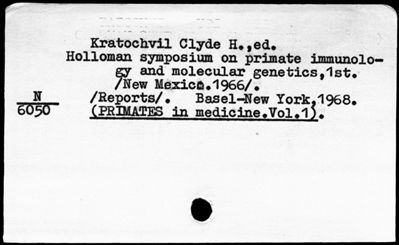 Kratochvil Clyde H.,ed.
Holloman symposium on primate immunolo-
gy and molecular genetics,1st.
/New Mexico.1966/.
N
6050
/Reports/. Basel-New York,1968.
(PRIMATES in medicine.Vol.1).